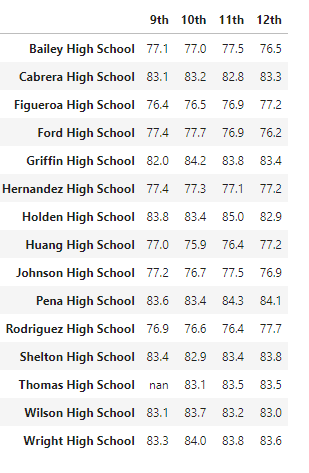 9th 10th 11th 12th
Bailey High School 77.1 77.0 77.5 76.5
Cabrera High School 83.1 83.2 82.8 83.3
Figueroa High School 76.4 76.5 76.9 77.2
Ford High School 77.4 77.7 76.9 76.2
Griffin High School 82.0 84.2 83.8 83.4
Hernandez High School 77.4 77.3 77.1 77.2
Holden High School 83.8 83.4 85.0 82.9
Huang High School 77.0 75.9 76.4 77.2
Johnson High School 77.2 76.7 77.5 76.9
Pena High School 83.6 83.4 84.3 84.1
Rodriguez High School 76.9 76.6 76.4 77.7
Shelton High School 83.4 82.9 83.4 83.8
Thomas High School nan 83.1 83.5 83.5
Wilson High School 83.1 83.7 83.2 83.0
Wright High School 83.3 84.0 83.8 83.6